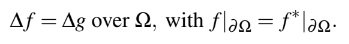 Δf = Δg over Ω, with f|∂Ω = f*|∂Ω.